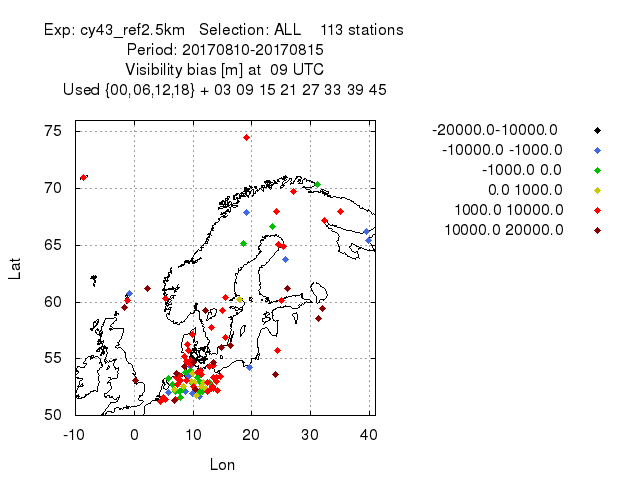 Exp: cy43_ref2.5km Selection: ALL 113 stations
Period: 20170810-20170815
Visibility bias [m] at 09 UTC
Used {00,06,12,18} + 03 09 15 21 27 33 39 45
-20000.0-10000.0
-10000.0 -1000.0
-1000.0 0.0
0.0 1000.0
1000.0 10000.0
10000.0 20000.0
75
70
65
60
55
50
Lat
-10 0 10 20 30 40
Lon